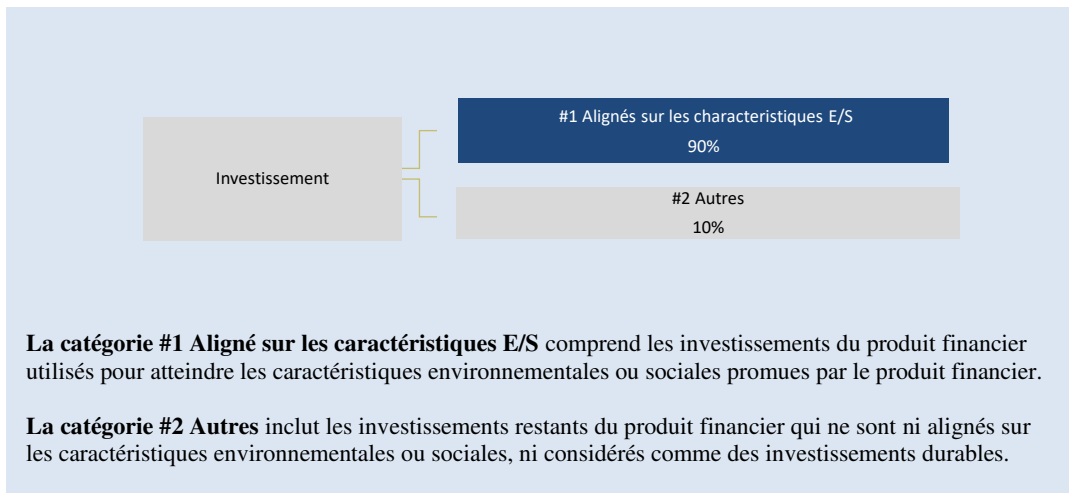 #1 Alignés sur les characteristiques E/S
90%
Investissement
#2 Autres
10%
La catégorie #1 Aligné sur les caractéristiques E/S comprend les investissements du produit financier
utilisés pour atteindre les caractéristiques environnementales ou sociales promues par le produit financier.
La catégorie #2 Autres inclut les investissements restants du produit financier qui ne sont ni alignés sur
les caractéristiques environnementales ou sociales, ni considérés comme des investissements durables.